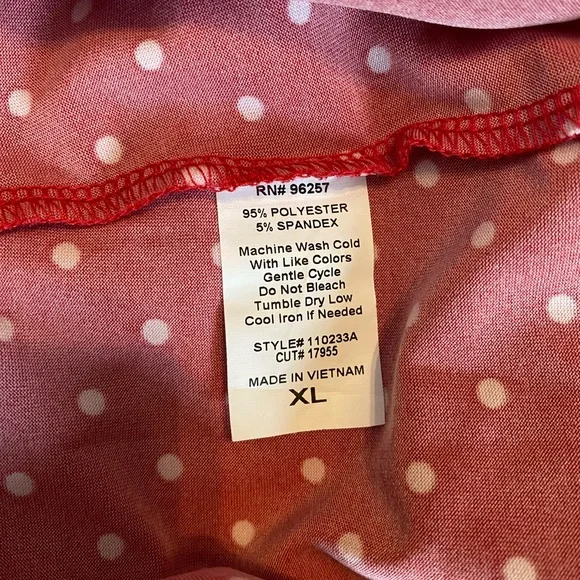 RN# 96257
95% POLYESTER
5% SPANDEX
Machine Wash Cold
With Like Colors
Gentle Cycle
Do Not Bleach
Tumble Dry Low
Cool Iron If Needed
STYLE# 110233A
CUT# 17955
MADE IN VIETNAM
XL